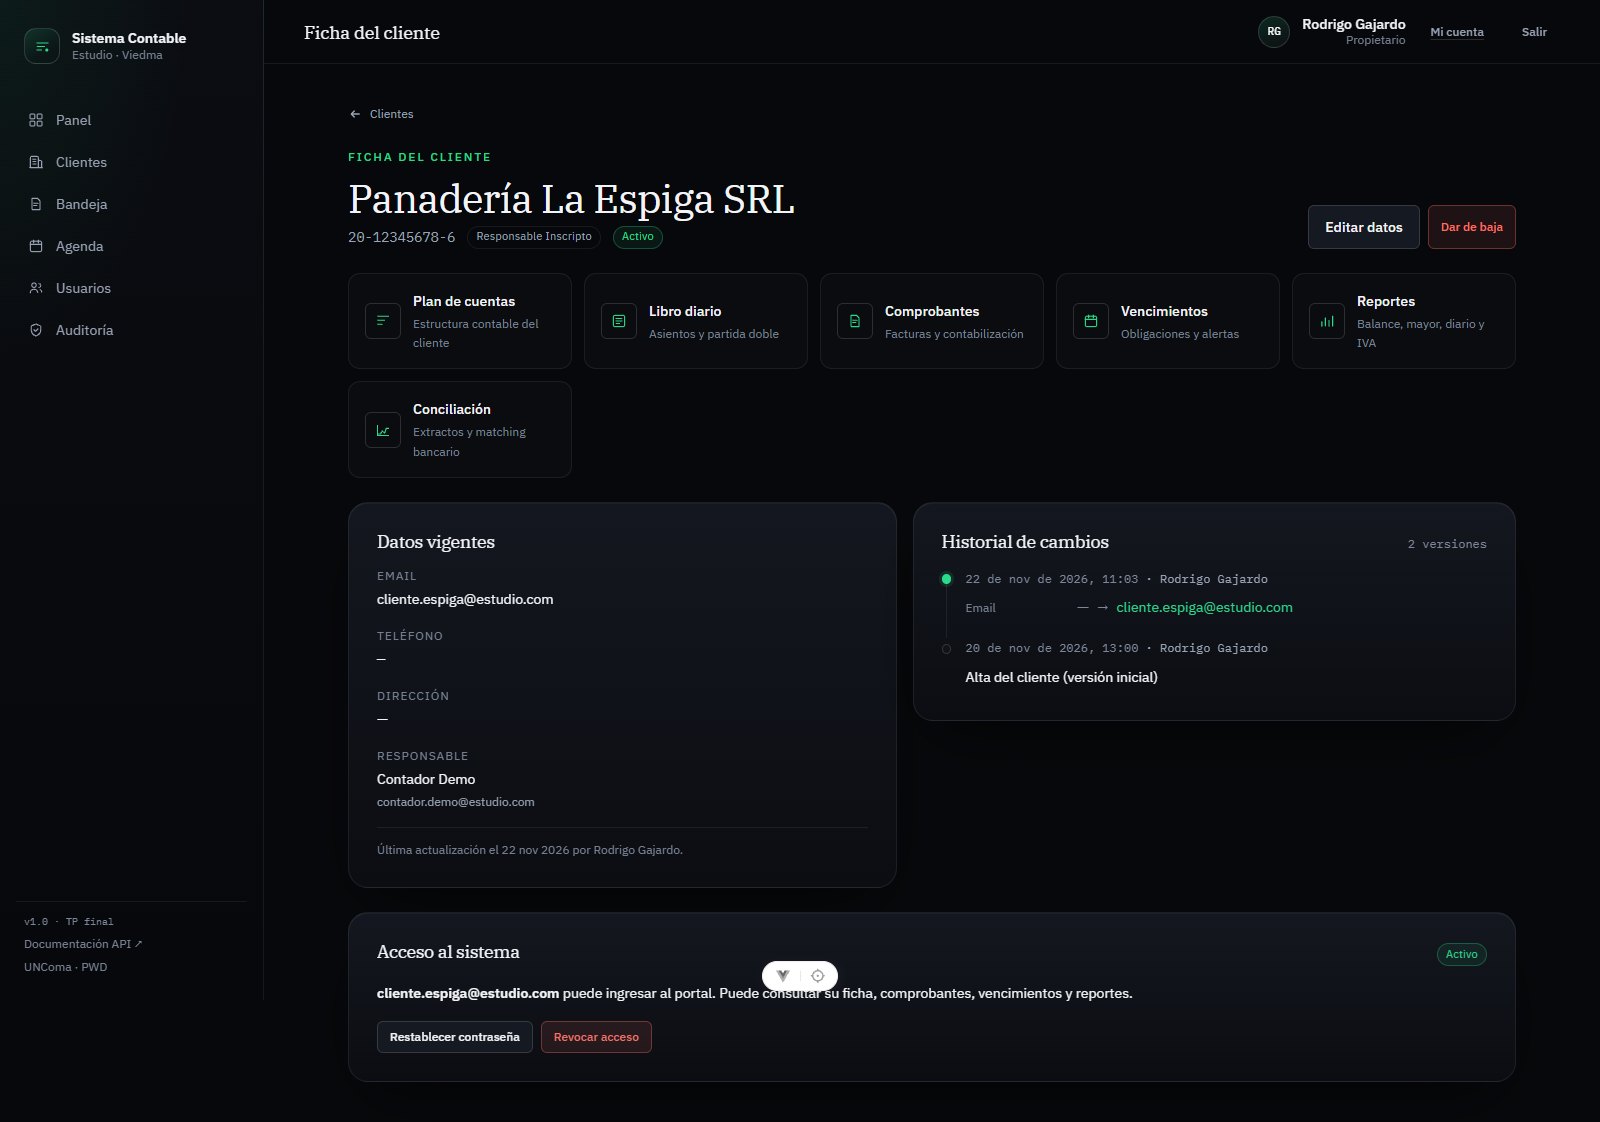 Sistema Contable
Estudio · Viedma
Panel
Clientes
Bandeja
Agenda
Usuarios
Auditoría
v1.0 · TP final
Documentación API ↗
UNComa · PWD
Ficha del cliente
RG
Rodrigo Gajardo
Propietario
Mi cuenta
Salir
← Clientes
FICHA DEL CLIENTE
Panadería La Espiga SRL
20-12345678-6
Responsable Inscripto
Activo
Editar datos
Dar de baja
Plan de cuentas
Estructura contable del
cliente
Libro diario
Asientos y partida doble
Comprobantes
Facturas y contabilización
Vencimientos
Obligaciones y alertas
Reportes
Balance, mayor, diario y
IVA
Conciliación
Extractos y matching
bancario
Datos vigentes
EMAIL
cliente.espiga@estudio.com
TELÉFONO
—
DIRECCIÓN
—
RESPONSABLE
Contador Demo
contador.demo@estudio.com
Última actualización el 22 nov 2026 por Rodrigo Gajardo.
Historial de cambios
2 versiones
22 de nov de 2026, 11:03 · Rodrigo Gajardo
Email — → cliente.espiga@estudio.com
20 de nov de 2026, 13:00 · Rodrigo Gajardo
Alta del cliente (versión inicial)
Acceso al sistema
Activo
cliente.espiga@estudio.com puede ingresar al portal. Puede consultar su ficha, comprobantes, vencimientos y reportes.
Restablecer contraseña
Revocar acceso